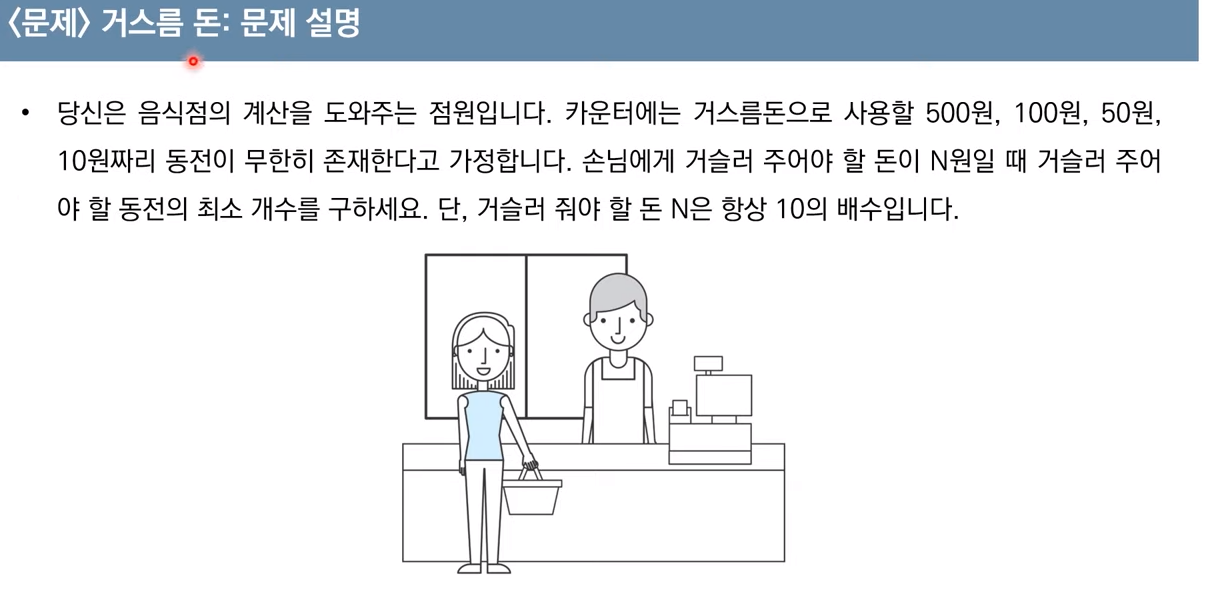 <문제> 거스름 돈: 문제 설명
• 당신은 음식점의 계산을 도와주는 점원입니다. 카운터에는 거스름돈으로 사용할 500원, 100원, 50원,
10원짜리 동전이 무한히 존재한다고 가정합니다. 손님에게 거슬러 주어야 할 돈이 N원일 때 거슬러 주어
야 할 동전의 최소 개수를 구하세요. 단, 거슬러 줘야 할 돈 N은 항상 10의 배수입니다.